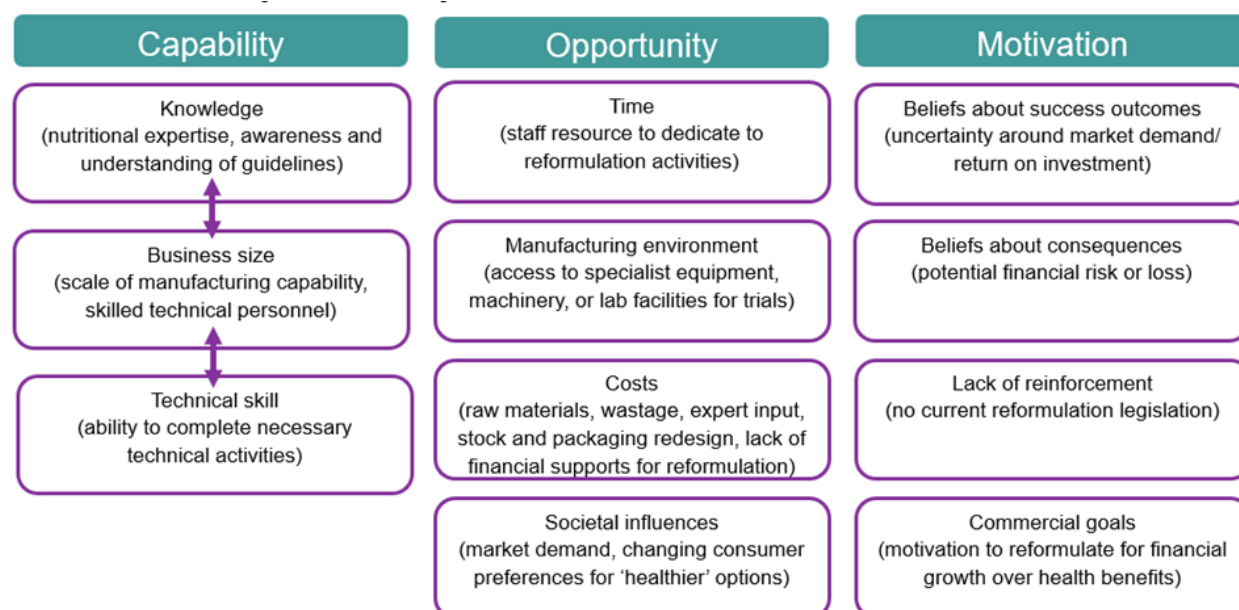 Capability
Knowledge
(nutritional expertise, awareness and
understanding of guidelines)
Business size
(scale of manufacturing capability,
skilled technical personnel)
Technical skill
(ability to complete necessary
technical activities)
Opportunity
Time
(staff resource to dedicate to
reformulation activities)
Manufacturing environment
(access to specialist equipment,
machinery, or lab facilities for trials)
Costs
(raw materials, wastage, expert input,
stock and packaging redesign, lack of
financial supports for reformulation)
Societal influences
(market demand, changing consumer
preferences for ‘healthier’ options)
Motivation
Beliefs about success outcomes
(uncertainty around market demand/
return on investment)
Beliefs about consequences
(potential financial risk or loss)
Lack of reinforcement
(no current reformulation legislation)
Commercial goals
(motivation to reformulate for financial
growth over health benefits)